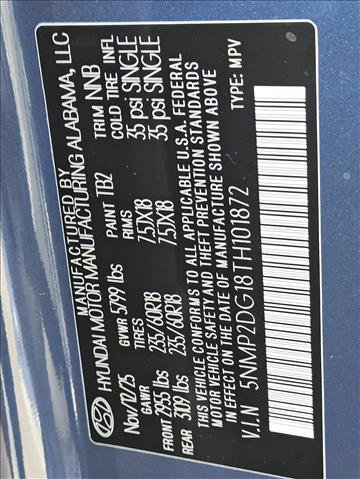 MANUFACTURED BY
HYUNDAI MOTOR MANUFACTURING ALABAMA, LLC
Nov/12/25 GVWR 5799 lbs PAINT TB2 TRIM NNB
GAWR TIRES RIMS COLD TIRE INFL
FRONT 2955 lbs 235/60R18 7.5JX18 35 psi SINGLE
REAR 3109 lbs 235/60R18 7.5JX18 35 psi SINGLE
THIS VEHICLE CONFORMS TO ALL APPLICABLE U.S.A. FEDERAL
MOTOR VEHICLE SAFETY AND THEFT PREVENTION STANDARDS
IN EFFECT ON THE DATE OF MANUFACTURE SHOWN ABOVE
V.I.N 5NMP2DG18TH101872 TYPE: MPV